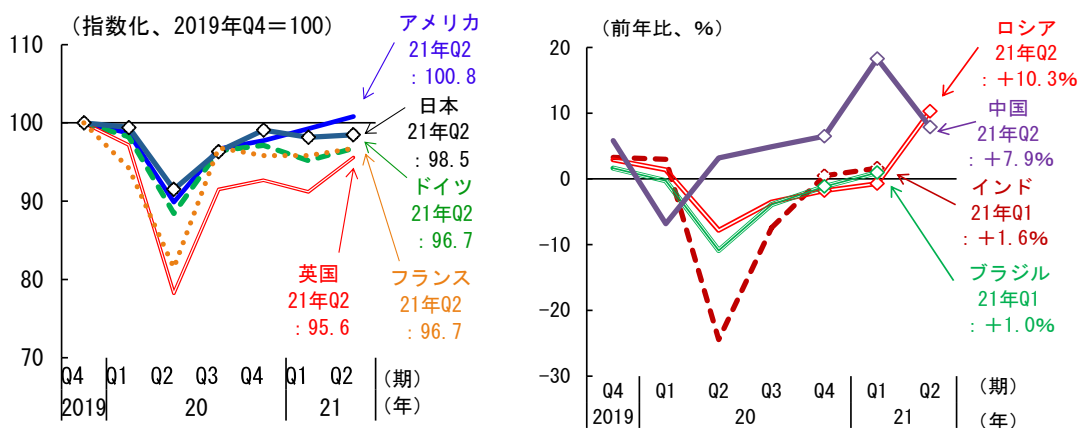 (指数化、2019年Q4=100)
110
100
90
80
70
アメリカ
21年Q2
:100.8
日本
21年Q2
:98.5
ドイツ
21年Q2
:96.7
英国
21年Q2
:95.6
フランス
21年Q2
:96.7
Q4 Q1 Q2 Q3 Q4 Q1 Q2 (期)
2019 20 21 (年)
(前年比、%)
20
10
0
-10
-20
-30
ロシア
21年Q2
:+10.3%
中国
21年Q2
:+7.9%
インド
21年Q1
:+1.6%
ブラジル
21年Q1
:+1.0%
Q4 Q1 Q2 Q3 Q4 Q1 Q2 (期)
2019 20 21 (年)